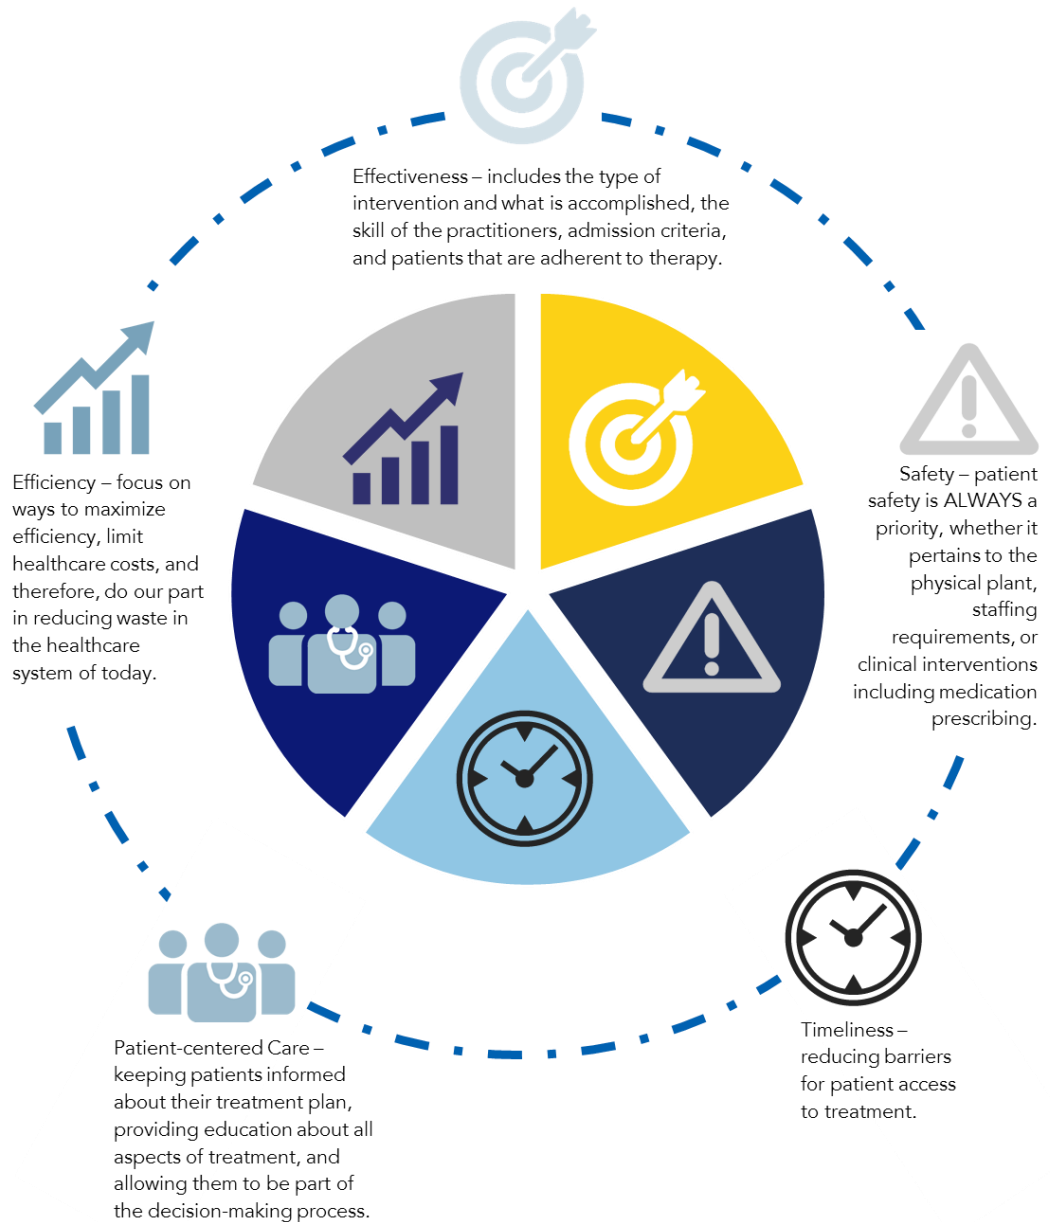 Effectiveness – includes the type of
intervention and what is accomplished, the
skill of the practitioners, admission criteria,
and patients that are adherent to therapy.
Efficiency – focus on
ways to maximize
efficiency, limit
healthcare costs, and
therefore, do our part
in reducing waste in
the healthcare
system of today.
Safety – patient
safety is ALWAYS a
priority, whether it
pertains to the
physical plant,
staffing
requirements, or
clinical interventions
including medication
prescribing.
Patient-centered Care –
keeping patients informed
about their treatment plan,
providing education about all
aspects of treatment, and
allowing them to be part of
the decision-making process.
Timeliness –
reducing barriers
for patient access
to treatment.